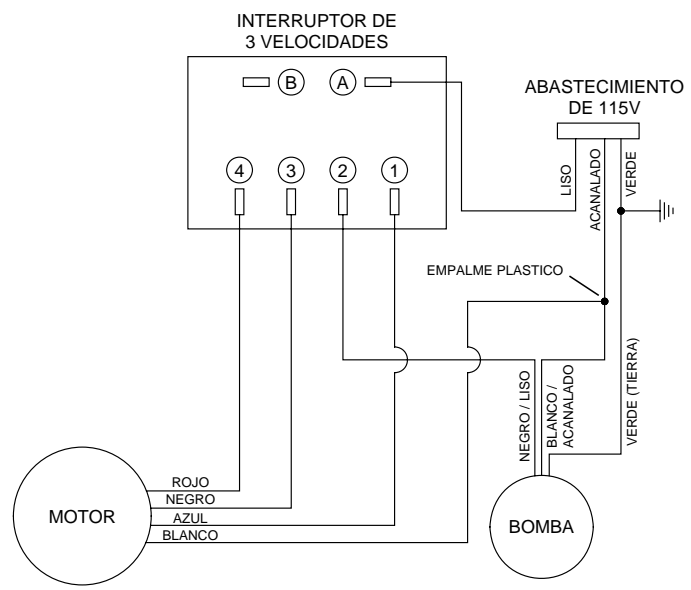 INTERRUPTOR DE
3 VELOCIDADES
B
A
4
3
2
1
ABASTECIMIENTO
DE 115V
LISO
ACANALADO
VERDE
EMPALME PLASTICO
NEGRO / LISO
BLANCO /
ACANALADO
VERDE (TIERRA)
ROJO
NEGRO
AZUL
BLANCO
MOTOR
BOMBA